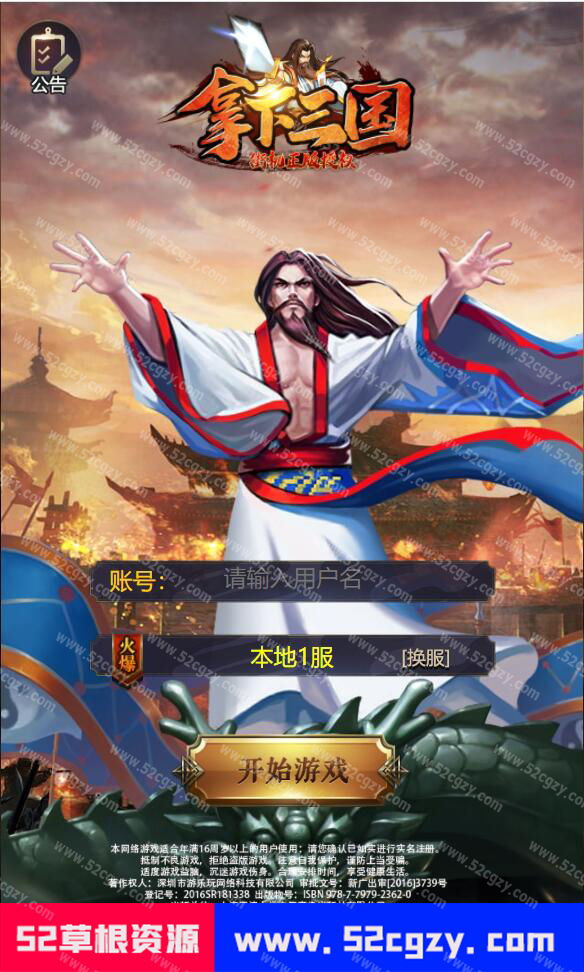 公告
拿下三国
街机正版授权
账号：
请输入用户名
火爆
本地1服
[换服]
开始游戏
本网络游戏适合年满16周岁以上的用户使用：请您确认已如实进行实名注册。
抵制不良游戏，拒绝盗版游戏。注意自我保护，谨防上当受骗。
适度游戏益脑，沉迷游戏伤身。合理安排时间，享受健康生活。
著作权人：深圳市游乐玩网络科技有限公司 审批文号：新广出审[2016]3739号
登记号：2016SR181338 出版物号：ISBN 978-7-7979-2362-0
52草根资源 www.52cgzy.com
www.52cgzy.com